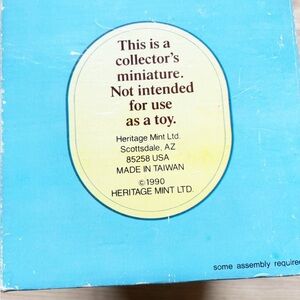 This is a
collector's
miniature.
Not intended
for use
as a toy.
Heritage Mint Ltd.
Scottsdale, AZ
85258 USA
MADE IN TAIWAN
©1990
HERITAGE MINT LTD.
some assembly require